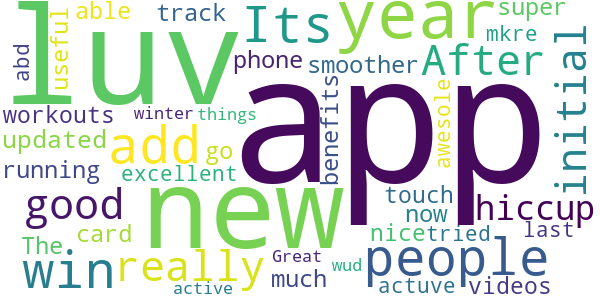 luv
app
new
year
Its
people
win
add
really
good
After
initial
hiccup
able
track
super
mkre
useful
abd
phone
smoother
workouts
winter
things
benefits
awesole
updated
go
running
excellent
touch
now
nice
tried
last
card
The
Great
much
wud
active
actuve
videos